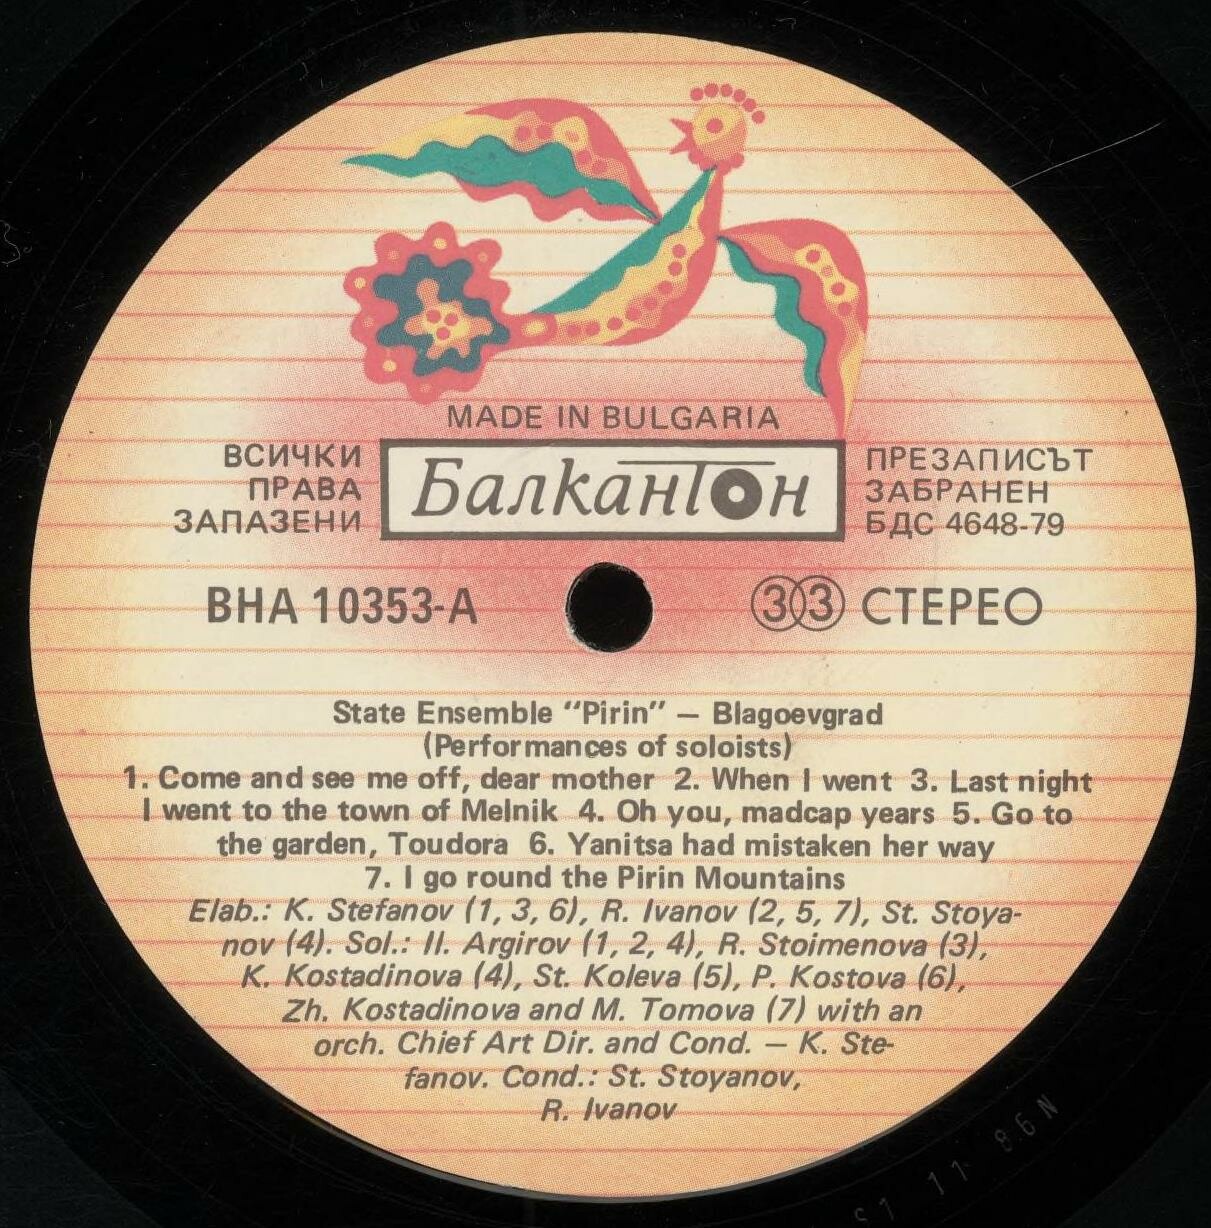 MADE IN BULGARIA
ВСИЧКИ
ПРАВА
ЗАПАЗЕНИ
Балкантон
ПРЕЗАПИСЪТ
ЗАБРАНЕН
БДС 4648-79
ВНА 10353-А
33 СТЕРЕО
State Ensemble "Pirin" — Blagoevgrad
(Performances of soloists)
1. Come and see me off, dear mother 2. When I went 3. Last night
I went to the town of Melnik 4. Oh you, madcap years 5. Go to
the garden, Toudora 6. Yanitsa had mistaken her way
7. I go round the Pirin Mountains
Elab.: K. Stefanov (1, 3, 6), R. Ivanov (2, 5, 7), St. Stoya-
nov (4). Sol.: Il. Argirov (1, 2, 4), R. Stoimenova (3),
K. Kostadinova (4), St. Koleva (5), P. Kostova (6),
Zh. Kostadinova and M. Tomova (7) with an
orch. Chief Art Dir. and Cond. — K. Ste-
fanov. Cond.: St. Stoyanov,
R. Ivanov